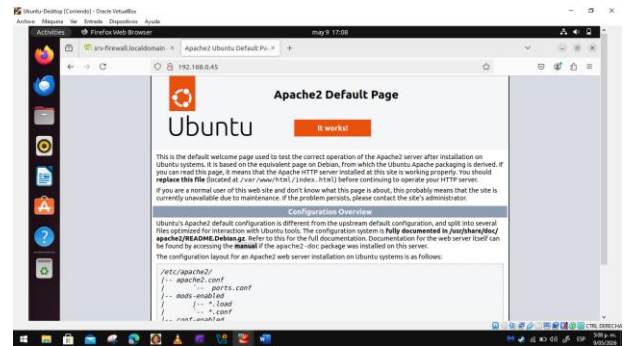 Ubuntu-Desktop [Corriendo] - Oracle VirtualBox
Archivo Máquina Ver Entrada Dispositivos Ayuda
Activities Firefox Web Browser may 9 17:08
srv-firewall.localdomain - × Apache2 Ubuntu Default Pa × +
192.168.0.45
Apache2 Default Page
Ubuntu
It works!
This is the default welcome page used to test the correct operation of the Apache2 server after installation on
Ubuntu systems. It is based on the equivalent page on Debian, from which the Ubuntu Apache packaging is derived. If
you can read this page, it means that the Apache HTTP server installed at this site is working properly. You should
replace this file (located at /var/www/html/index.html) before continuing to operate your HTTP server.
If you are a normal user of this web site and don't know what this page is about, this probably means that the site is
currently unavailable due to maintenance. If the problem persists, please contact the site's administrator.
Configuration Overview
Ubuntu's Apache2 default configuration is different from the upstream default configuration, and split into several
files optimized for interaction with Ubuntu tools. The configuration system is fully documented in /usr/share/doc/
apache2/README.Debian.gz. Refer to this for the full documentation. Documentation for the web server itself can
be found by accessing the manual if the apache2-doc package was installed on this server.
The configuration layout for an Apache2 web server installation on Ubuntu systems is as follows:
/etc/apache2/
|-- apache2.conf
| `-- ports.conf
|-- mods-enabled
| |-- *.load
| `-- *.conf
|-- conf-enabled
CTRL DERECHA
ESP
5:08 p. m.
9/05/2026